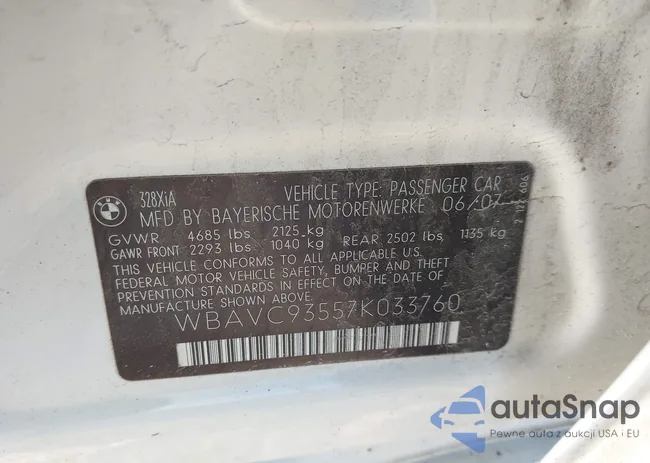 328XiA VEHICLE TYPE: PASSENGER CAR
MFD BY BAYERISCHE MOTORENWERKE 06/07
GVWR 4685 lbs 2125 kg
GAWR FRONT 2293 lbs 1040 kg REAR 2502 lbs, 1135 kg
THIS VEHICLE CONFORMS TO ALL APPLICABLE
FEDERAL MOTOR VEHICLE SAFETY, BUMPER AND THEFT
PREVENTION STANDARDS IN EFFECT ON THE DATE OF
MANUFACTURE SHOWN ABOVE.
WBAVC93557K033760
BMW
autoSnap
Pewne auta z aukcji USA i EU